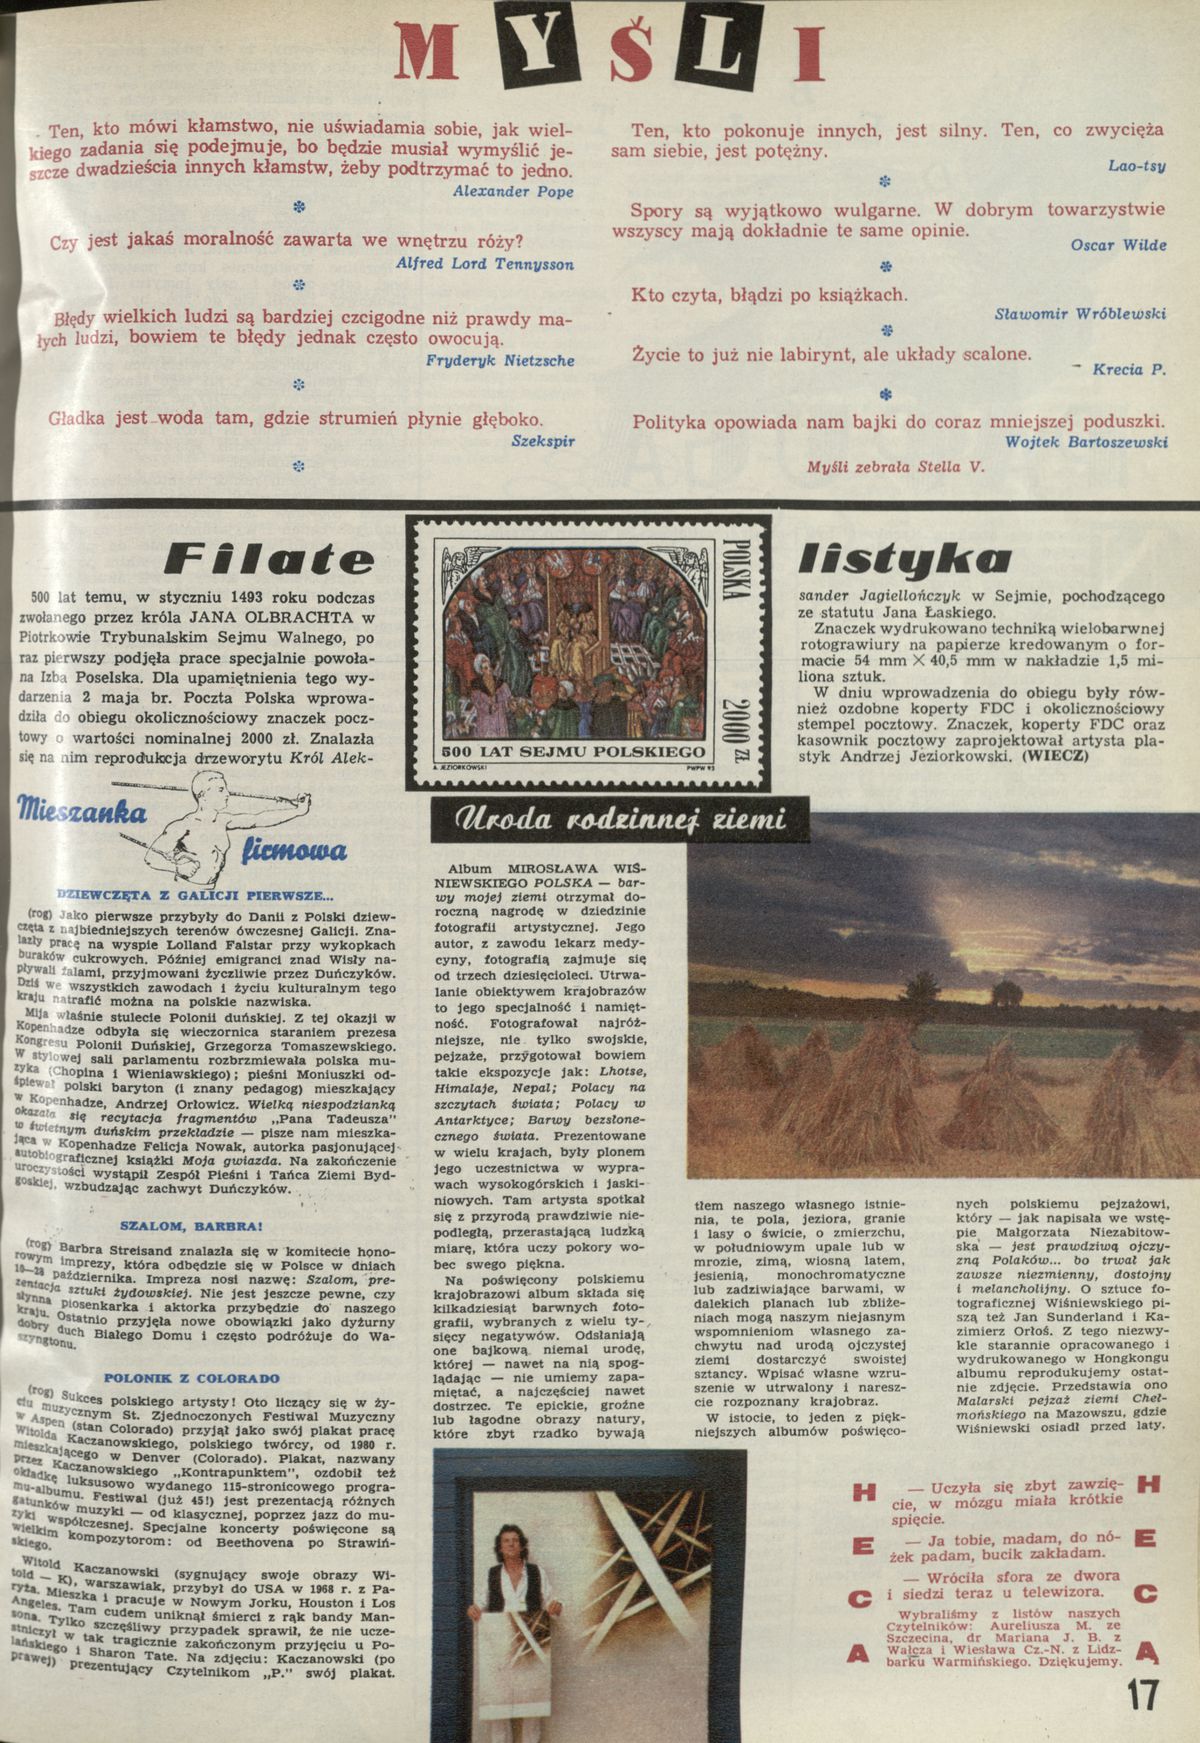 MYŚLI
Ten, kto mówi kłamstwo, nie uświadamia sobie, jak wiel-
kiego zadania się podejmuje, bo będzie musiał wymyślić je-
szcze dwadzieścia innych kłamstw, żeby podtrzymać to jedno.
Alexander Pope
Czy jest jakaś moralność zawarta we wnętrzu róży?
Alfred Lord Tennysson
Błędy wielkich ludzi są bardziej czcigodne niż prawdy ma-
łych ludzi, bowiem te błędy jednak często owocują.
Fryderyk Nietzsche
Gładka jest woda tam, gdzie strumień płynie głęboko.
Szekspir
Ten, kto pokonuje innych, jest silny. Ten, co zwycięża
sam siebie, jest potężny.
Lao-tsy
Spory są wyjątkowo wulgarne. W dobrym towarzystwie
wszyscy mają dokładnie te same opinie.
Oscar Wilde
Kto czyta, błądzi po książkach.
Sławomir Wróblewski
Życie to już nie labirynt, ale układy scalone.
Krecia P.
Polityka opowiada nam bajki do coraz mniejszej poduszki.
Wojtek Bartoszewski
Myśli zebrała Stella V.
Filate
500 lat temu, w styczniu 1493 roku podczas
zwołanego przez króla JANA OLBRACHTA w
Piotrkowie Trybunalskim Sejmu Walnego, po
raz pierwszy podjęła prace specjalnie powoła-
na Izba Poselska. Dla upamiętnienia tego wy-
darzenia 2 maja br. Poczta Polska wprowa-
dziła do obiegu okolicznościowy znaczek pocz-
towy o wartości nominalnej 2000 zł. Znalazła
się na nim reprodukcja drzeworytu Król Alek-
POLSKA
2000 ZŁ
500 LAT SEJMU POLSKIEGO
A. JEZIORKOWSKI
PWPW 93
listyka
sander Jagiellończyk w Sejmie, pochodzącego
ze statutu Jana Łaskiego.
Znaczek wydrukowano techniką wielobarwnej
rotograwiury na papierze kredowanym o for-
macie 54 mm X 40,5 mm w nakładzie 1,5 mi-
liona sztuk.
W dniu wprowadzenia do obiegu były rów-
nież ozdobne koperty FDC i okolicznościowy
stempel pocztowy. Znaczek, koperty FDC oraz
kasownik pocztowy zaprojektował artysta pla-
styk Andrzej Jeziorkowski. (WIECZ)
Mieszanka
firmowa
DZIEWCZĘTA Z GALICJI PIERWSZE...
(rog) Jako pierwsze przybyły do Danii z Polski dziew-
częta z najbiedniejszych terenów ówczesnej Galicji. Zna-
lazły pracę na wyspie Lolland Falstar przy wykopkach
buraków cukrowych. Później emigranci znad Wisły na-
pływali falami, przyjmowani życzliwie przez Duńczyków.
Dziś we wszystkich zawodach i życiu kulturalnym tego
kraju natrafić można na polskie nazwiska.
Mija właśnie stulecie Polonii duńskiej. Z tej okazji w
Kopenhadze odbyła się wieczornica staraniem prezesa
Kongresu Polonii Duńskiej, Grzegorza Tomaszewskiego.
W stylowej sali parlamentu rozbrzmiewała polska mu-
zyka (Chopina i Wieniawskiego); pieśni Moniuszki od-
śpiewał polski baryton (i znany pedagog) mieszkający
w Kopenhadze, Andrzej Orłowicz. Wielką niespodzianką
okazała się recytacja fragmentów „Pana Tadeusza"
w świetnym duńskim przekładzie — pisze nam mieszka-
jąca w Kopenhadze Felicja Nowak, autorka pasjonującej
autobiograficznej książki Moja gwiazda. Na zakończenie
uroczystości wystąpił Zespół Pieśni i Tańca Ziemi Byd-
goskiej, wzbudzając zachwyt Duńczyków.
SZALOM, BARBRA!
(rog) Barbra Streisand znalazła się w komitecie hono-
rowym imprezy, która odbędzie się w Polsce w dniach
10—28 października. Impreza nosi nazwę: Szalom, pre-
zentacja sztuki żydowskiej. Nie jest jeszcze pewne, czy
słynna piosenkarka i aktorka przybędzie do naszego
kraju. Ostatnio przyjęła nowe obowiązki jako dyżurny
dobry duch Białego Domu i często podróżuje do Wa-
szyngtonu.
POLONIK Z COLORADO
(rog) Sukces polskiego artysty! Oto liczący się w ży-
ciu muzycznym St. Zjednoczonych Festiwal Muzyczny
w Aspen (stan Colorado) przyjął jako swój plakat pracę
Witolda Kaczanowskiego, polskiego twórcy, od 1980 r.
mieszkającego w Denver (Colorado). Plakat, nazwany
przez Kaczanowskiego „Kontrapunktem", ozdobił też
okładkę luksusowo wydanego 115-stronicowego progra-
mu-albumu. Festiwal (już 45!) jest prezentacją różnych
gatunków muzyki — od klasycznej, poprzez jazz do mu-
zyki współczesnej. Specjalne koncerty poświęcone są
wielkim kompozytorom: od Beethovena po Strawiń-
skiego.
Witold Kaczanowski (sygnujący swoje obrazy Wi-
told — K), warszawiak, przybył do USA w 1968 r. z Pa-
ryża. Mieszka i pracuje w Nowym Jorku, Houston i Los
Angeles. Tam cudem uniknął śmierci z rąk bandy Man-
sona. Tylko szczęśliwy przypadek sprawił, że nie ucze-
stniczył w tak tragicznie zakończonym przyjęciu u Po-
lańskiego i Sharon Tate. Na zdjęciu: Kaczanowski (po
prawej) prezentujący Czytelnikom „P." swój plakat.
Uroda rodzinnej ziemi
Album MIROSŁAWA WIŚ-
NIEWSKIEGO POLSKA — bar-
wy mojej ziemi otrzymał do-
roczną nagrodę w dziedzinie
fotografii artystycznej. Jego
autor, z zawodu lekarz medy-
cyny, fotografią zajmuje się
od trzech dziesięcioleci. Utrwa-
lanie obiektywem krajobrazów
to jego specjalność i namięt-
ność. Fotografował najróż-
niejsze, nie tylko swojskie,
pejzaże, przygotował bowiem
takie ekspozycje jak: Lhotse,
Himalaje, Nepal; Polacy na
szczytach świata; Polacy w
Antarktyce; Barwy bezsłone-
cznego świata. Prezentowane
w wielu krajach, były plonem
jego uczestnictwa w wypra-
wach wysokogórskich i jaski-
niowych. Tam artysta spotkał
się z przyrodą prawdziwie nie-
podległą, przerastającą ludzką
miarę, która uczy pokory wo-
bec swego piękna.
Na poświęcony polskiemu
krajobrazowi album składa się
kilkadziesiąt barwnych foto-
grafii, wybranych z wielu ty-
sięcy negatywów. Odsłaniają
one bajkową niemal urodę,
której — nawet na nią spog-
lądając — nie umiemy zapa-
miętać, a najczęściej nawet
dostrzec. Te epickie, groźne
lub łagodne obrazy natury,
które zbyt rzadko bywają
tłem naszego własnego istnie-
nia, te pola, jeziora, granie
i lasy o świcie, o zmierzchu,
w południowym upale lub w
mrozie, zimą, wiosną latem,
jesienią, monochromatyczne
lub zadziwiające barwami, w
dalekich planach lub zbliże-
niach mogą naszym niejasnym
wspomnieniom własnego za-
chwytu nad urodą ojczystej
ziemi dostarczyć swoistej
sztancy. Wpisać własne wzru-
szenie w utrwalony i naresz-
cie rozpoznany krajobraz.
W istocie, to jeden z pięk-
niejszych albumów poświęco-
nych polskiemu pejzażowi,
który — jak napisała we wstę-
pie Małgorzata Niezabitow-
ska — jest prawdziwą ojczy-
zną Polaków... bo trwał jak
zawsze niezmienny, dostojny
i melancholijny. O sztuce fo-
tograficznej Wiśniewskiego pi-
szą też Jan Sunderland i Ka-
zimierz Orłoś. Z tego niezwy-
kle starannie opracowanego i
wydrukowanego w Hongkongu
albumu reprodukujemy ostat-
nie zdjęcie. Przedstawia ono
Malarski pejzaż ziemi Cheł-
mońskiego na Mazowszu, gdzie
Wiśniewski osiadł przed laty.
HECA
— Uczyła się zbyt zawzię-
cie, w mózgu miała krótkie
spięcie.
— Ja tobie, madam, do nó-
żek padam, bucik zakładam.
— Wróciła sfora ze dwora
i siedzi teraz u telewizora.
Wybraliśmy z listów naszych
Czytelników: Aureliusza M. ze
Szczecina, dr Mariana J. B. z
Wałcza i Wiesława Cz.-N. z Lidz-
barku Warmińskiego. Dziękujemy.
HECĄ
17